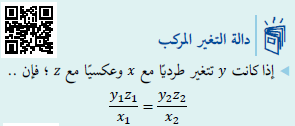 دالة التغير المركب
إذا كانت y تتغير طرديًا مع x وعكسيًا مع z ؛ فإن ..
y₁z₁/x₁ = y₂z₂/x₂